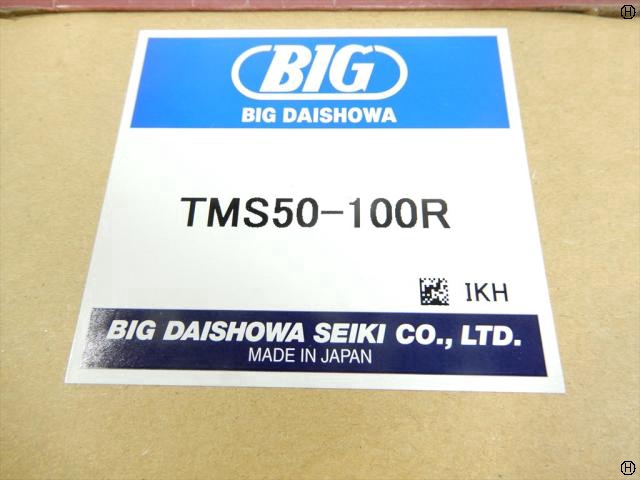 BIG
BIG DAISHOWA
TMS50-100R
IKH
BIG DAISHOWA SEIKI CO., LTD.
MADE IN JAPAN
H
H